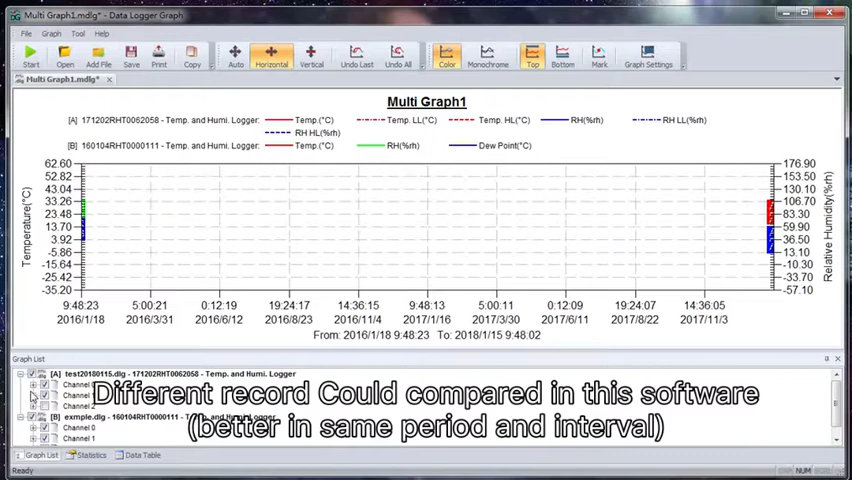 Multi Graph1.mdlg* - Data Logger Graph
File Graph Tool Help
Start Open Add File Save Print Copy Auto Horizontal Vertical Undo Last Undo All Color Monochrome Top Bottom Mark Graph Settings
Multi Graph1.mdlg*
Multi Graph1
[A] 171202RHT0062058 - Temp. and Humi. Logger: Temp.(°C) Temp. LL(°C) Temp. HL(°C) RH(%rh) RH LL(%rh)
RH HL(%rh)
[B] 160104RHT0000111 - Temp. and Humi. Logger: Temp.(°C) RH(%rh) Dew Point(°C)
62.60 176.90
52.82 153.50
43.04 130.10
33.26 106.70
23.48 83.30
13.70 59.90
3.92 36.50
-5.86 13.10
-15.64 -10.30
-25.42 -33.70
-35.20 -57.10
Temperature(°C)
Relative Humidity(%rh)
9:48:23 5:00:21 0:12:19 19:24:17 14:36:15 9:48:13 5:00:11 0:12:09 19:24:07 14:36:05
2016/1/18 2016/3/31 2016/6/12 2016/8/23 2016/11/4 2017/1/16 2017/3/30 2017/6/11 2017/8/22 2017/11/3
From: 2016/1/18 9:48:23 To: 2018/1/15 9:48:02
Graph List
[A] test20180115.dlg - 171202RHT0062058 - Temp. and Humi. Logger
Channel
Channel
Channel 2
Different record Could compared in this software
(better in same period and interval)
[B] exmple.dlg - 160104RHT0000111 - Temp. and Humi. Logger
Channel 0
Channel 1
Graph List Statistics Data Table
Ready NUM